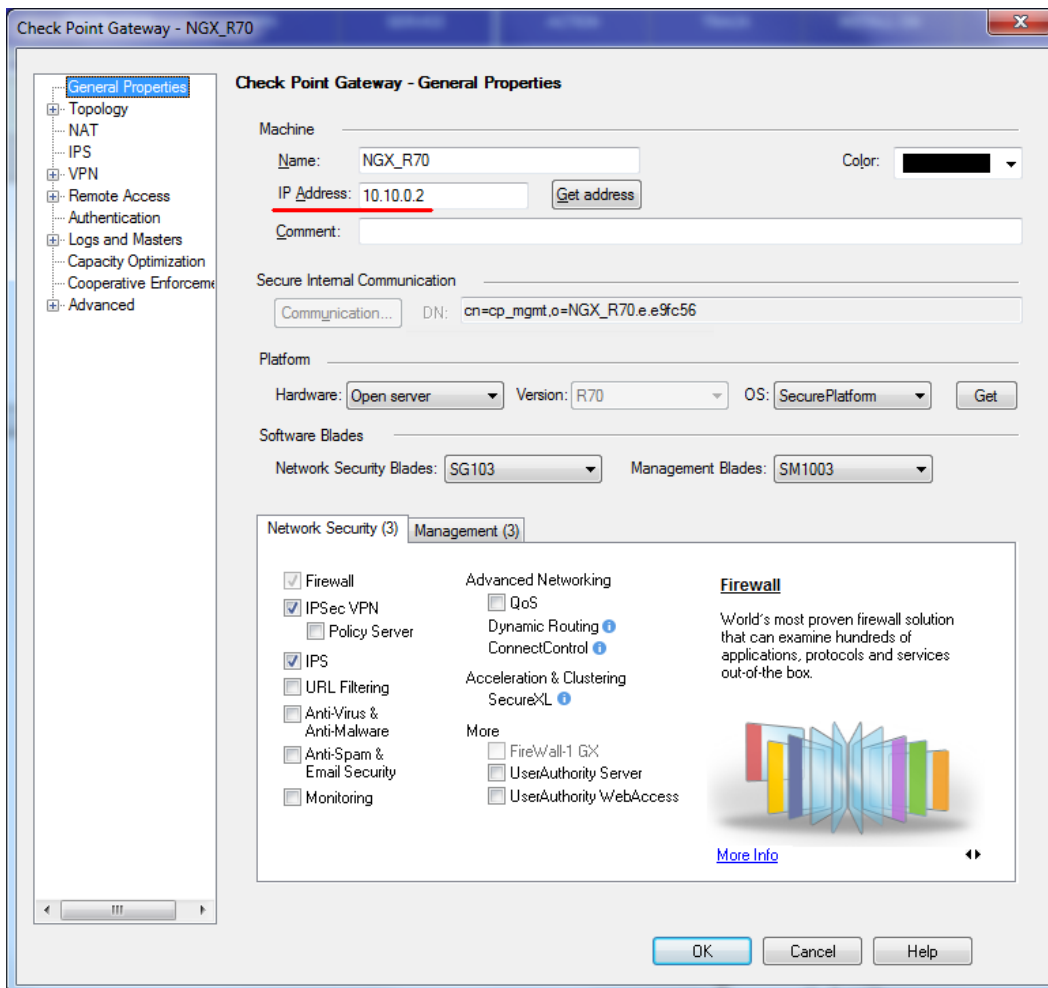 Check Point Gateway - NGX_R70
General Properties
Topology
NAT
IPS
VPN
Remote Access
Authentication
Logs and Masters
Capacity Optimization
Cooperative Enforceme
Advanced
Check Point Gateway - General Properties
Machine
Name: NGX_R70 Color:
IP Address: 10.10.0.2 Get address
Comment:
Secure Internal Communication
Communication... DN: cn=cp_mgmt,o=NGX_R70.e.e9fc56
Platform
Hardware: Open server Version: R70 OS: SecurePlatform Get
Software Blades
Network Security Blades: SG103 Management Blades: SM1003
Network Security (3) Management (3)
Firewall
IPSec VPN
Policy Server
IPS
URL Filtering
Anti-Virus &
Anti-Malware
Anti-Spam &
Email Security
Monitoring
Advanced Networking
QoS
Dynamic Routing
ConnectControl
Acceleration & Clustering
SecureXL
More
FireWall-1 GX
UserAuthority Server
UserAuthority WebAccess
Firewall
World's most proven firewall solution
that can examine hundreds of
applications, protocols and services
out-of-the box.
More Info
OK Cancel Help